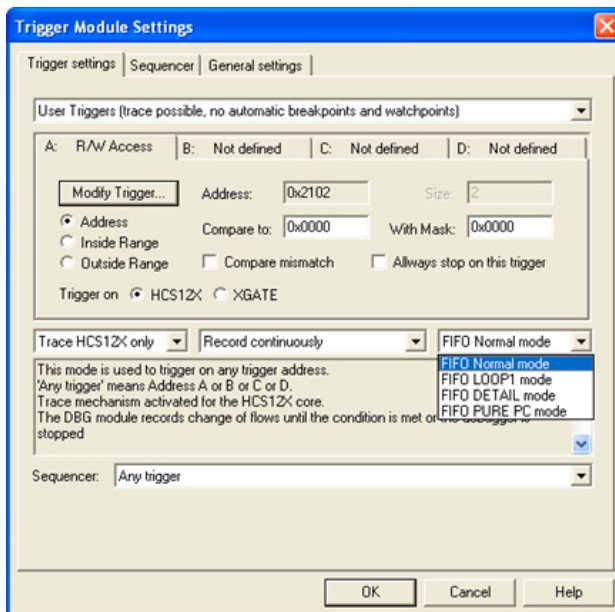 Trigger Module Settings
Trigger settings Sequencer General settings
User Triggers (trace possible, no automatic breakpoints and watchpoints)
A: R/W Access B: Not defined C: Not defined D: Not defined
Modify Trigger... Address: 0x2102 Size: 2
Address
Compare to: 0x0000 With Mask: 0x0000
Inside Range
Outside Range Compare mismatch Allways stop on this trigger
Trigger on HCS12X XGATE
Trace HCS12X only Record continuously FIFO Normal mode
FIFO Normal mode
FIFO LOOP1 mode
FIFO DETAIL mode
FIFO PURE PC mode
This mode is used to trigger on any trigger address.
'Any trigger' means Address A or B or C or D.
Trace mechanism activated for the HCS12X core.
The DBG module records change of flows until the condition is met or
stopped
Sequencer: Any trigger
OK Cancel Help